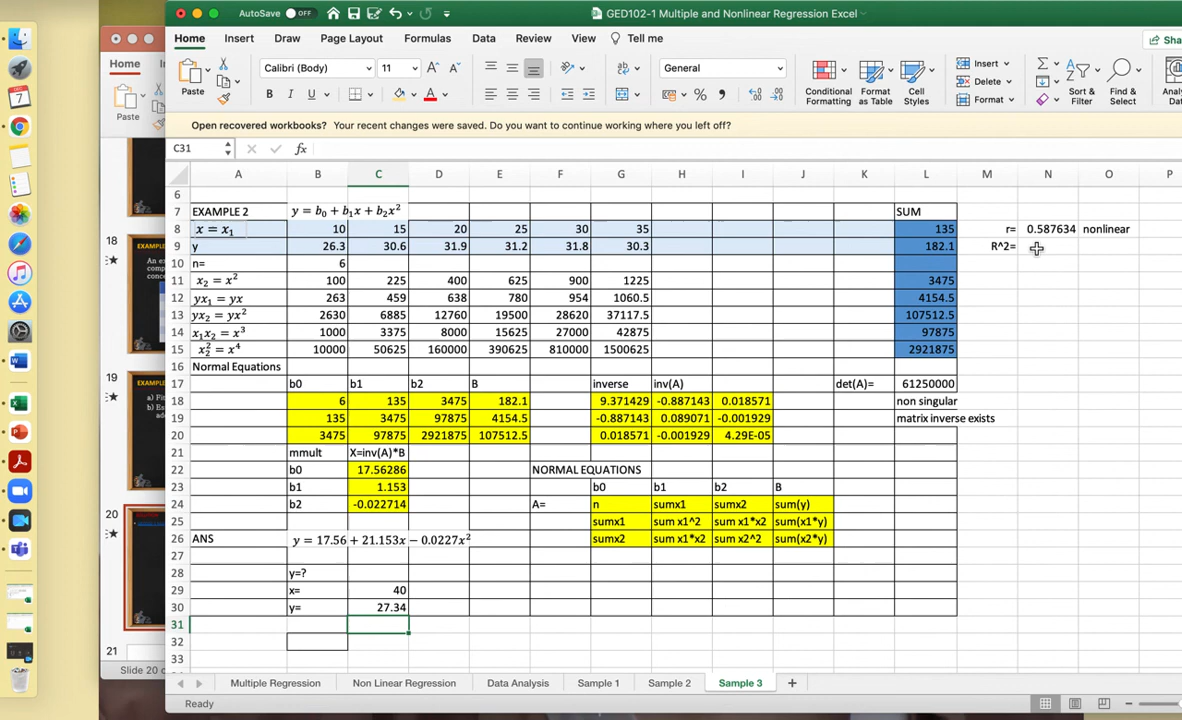 AutoSave OFF
GED102-1 Multiple and Nonlinear Regression Excel
Home Insert Draw Page Layout Formulas Data Review View Tell me
Home
Paste
Paste
Calibri (Body) 11
B I U
General
Conditional Formatting
Format as Table
Cell Styles
Insert
Delete
Format
Sort & Filter
Find & Select
Open recovered workbooks? Your recent changes were saved. Do you want to continue working where you left off?
C31 fx
A B C D E F G H I J K L M N O P
6
7 EXAMPLE 2 y = b₀ + b₁x + b₂x² SUM
8 x = x₁ 10 15 20 25 30 35 135 r= 0.587634 nonlinear
9 y 26.3 30.6 31.9 31.2 31.8 30.3 182.1 R^2=
10 n= 6
11 x₂ = x² 100 225 400 625 900 1225 3475
12 yx₁ = yx 263 459 638 780 954 1060.5 4154.5
13 yx₂ = yx² 2630 6885 12760 19500 28620 37117.5 107512.5
14 x₁x₂ = x³ 1000 3375 8000 15625 27000 42875 97875
15 x₂² = x⁴ 10000 50625 160000 390625 810000 1500625 2921875
16 Normal Equations
17 b0 b1 b2 B inverse inv(A) det(A)= 61250000
18 6 135 3475 182.1 9.371429 -0.887143 0.018571 non singular
19 135 3475 97875 4154.5 -0.887143 0.089071 -0.001929 matrix inverse exists
20 3475 97875 2921875 107512.5 0.018571 -0.001929 4.29E-05
21 mmult X=inv(A)*B
22 b0 17.56286 NORMAL EQUATIONS
23 b1 1.153 b0 b1 b2 B
24 b2 -0.022714 A= n sumx1 sumx2 sum(y)
25 sumx1 sum x1^2 sum x1*x2 sum(x1*y)
26 ANS y = 17.56 + 21.153x − 0.0227x² sumx2 sum x1*x2 sum x2^2 sum(x2*y)
27
28 y=?
29 x= 40
30 y= 27.34
31
32
33
18
19
20
21
Slide 20 o
Multiple Regression Non Linear Regression Data Analysis Sample 1 Sample 2 Sample 3
Ready